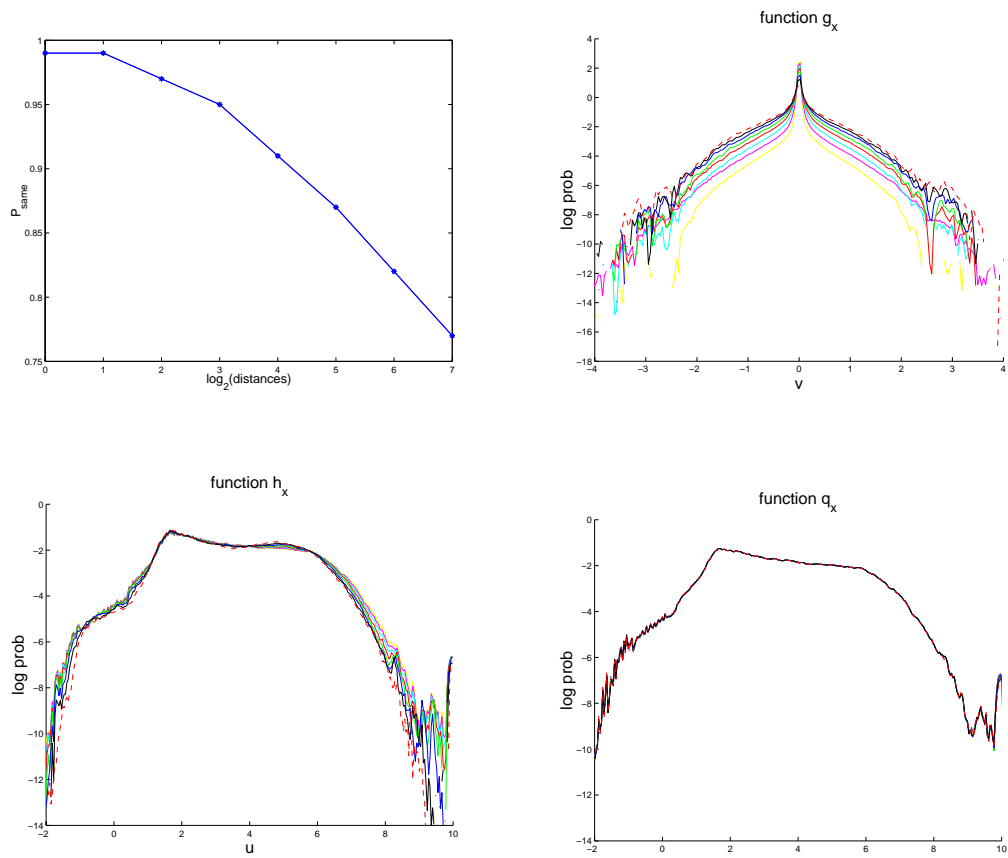 1
0.95
0.9
0.85
0.8
0.75
P_same
0 1 2 3 4 5 6 7
log_2(distances)
function g_x
4
2
0
−2
−4
−6
−8
−10
−12
−14
−16
−18
log prob
−4 −3 −2 −1 0 1 2 3 4
v
function h_x
0
−2
−4
−6
−8
−10
−12
−14
log prob
−2 0 2 4 6 8 10
u
function q_x
0
−2
−4
−6
−8
−10
−12
−14
log prob
−2 0 2 4 6 8 10